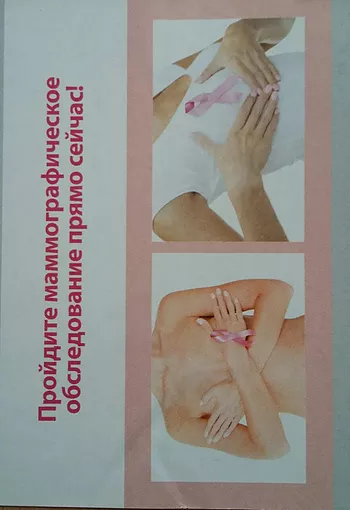 Пройдите маммографическое
обследование прямо сейчас!